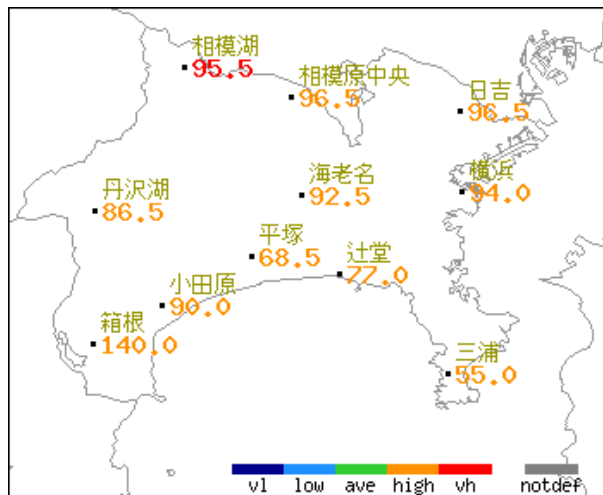 相模湖
95.5
相模原中央
96.5
日吉
96.5
丹沢湖
86.5
海老名
92.5
横浜
94.0
平塚
68.5
辻堂
77.0
小田原
90.0
箱根
140.0
三浦
55.0
vl low ave high vh notdef